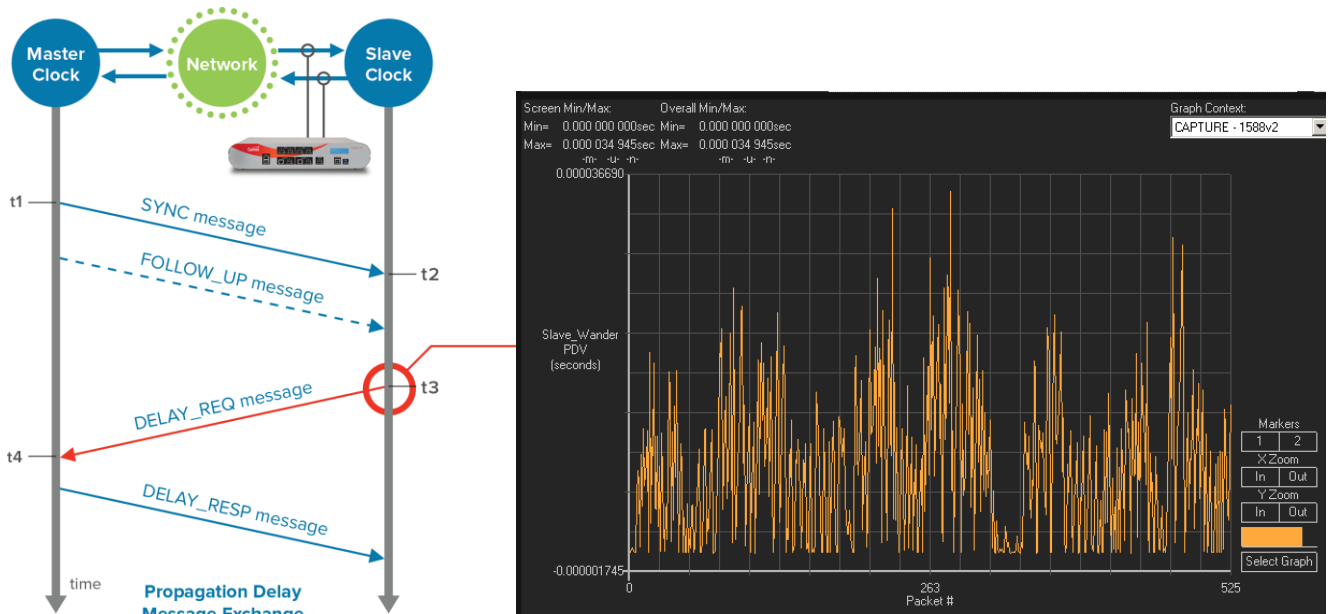 Master
Clock
Network
Slave
Clock
t1
SYNC message
t2
FOLLOW_UP message
t3
DELAY_REQ message
t4
DELAY_RESP message
time
Propagation Delay
Message Exchange
Screen Min/Max: Overall Min/Max:
Min= 0.000 000 000sec Min= 0.000 000 000sec
Max= 0.000 034 945sec Max= 0.000 034 945sec
-m- -u- -n- -m- -u- -n-
Graph Context:
CAPTURE - 1588v2
0.000036690
Slave_Wander
PDV
(seconds)
-0.000001745
0 263 525
Packet #
Markers
1 2
X Zoom
In Out
Y Zoom
In Out
Select Graph